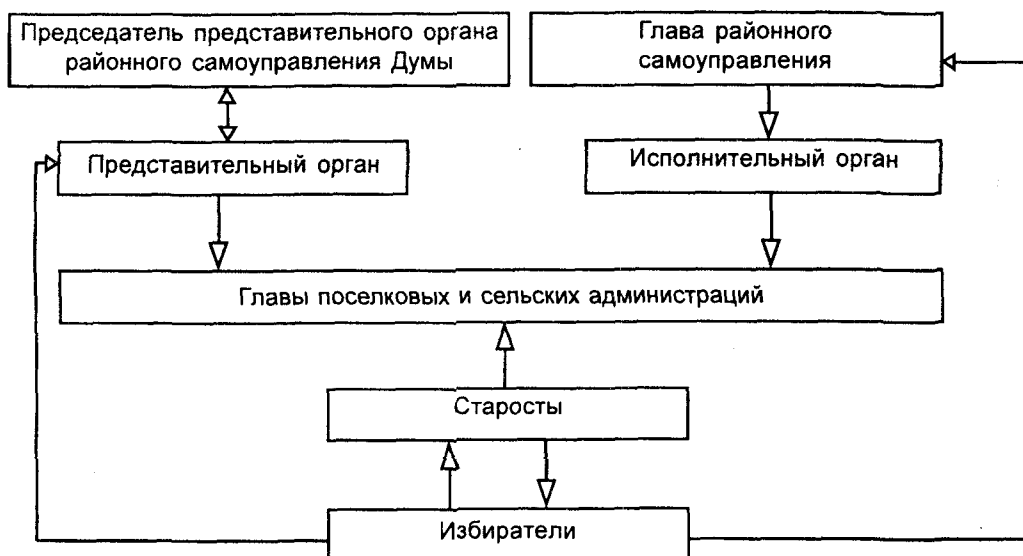 Председатель представительного органа
районного самоуправления Думы
Глава районного
самоуправления
Представительный орган
Исполнительный орган
Главы поселковых и сельских администраций
Старосты
Избиратели